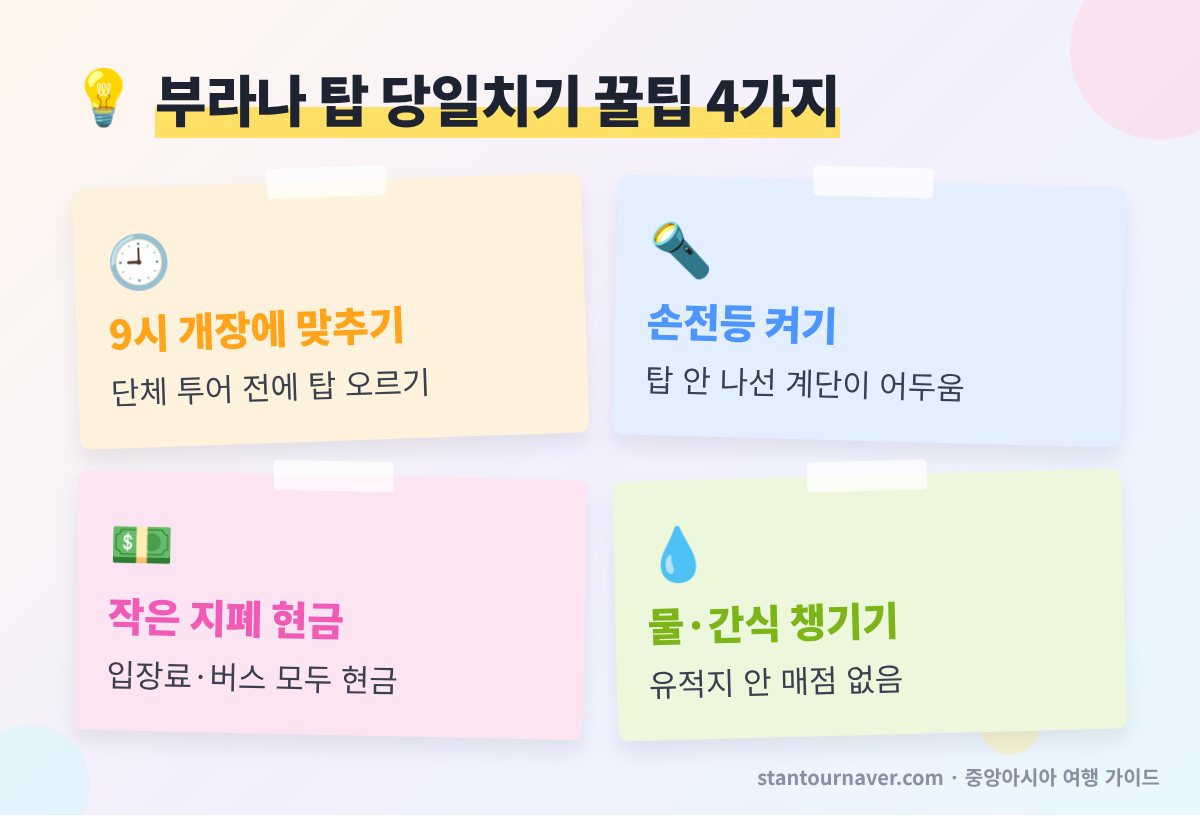 부라나 탑 당일치기 꿀팁 4가지
9시 개장에 맞추기
단체 투어 전에 탑 오르기
손전등 켜기
탑 안 나선 계단이 어두움
작은 지폐 현금
입장료·버스 모두 현금
물·간식 챙기기
유적지 안 매점 없음
stantournaver.com · 중앙아시아 여행 가이드